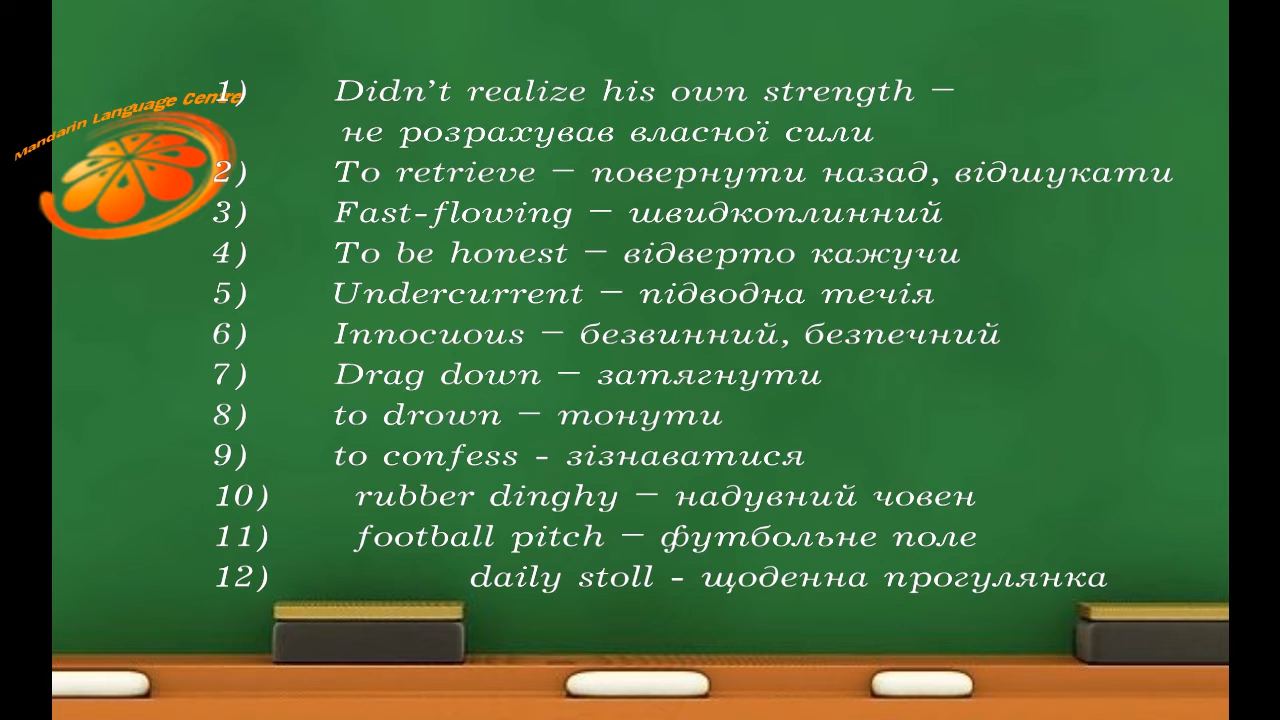 Mandarin Language Centre
1) Didn't realize his own strength –
не розрахував власної сили
2) To retrieve – повернути назад, відшукати
3) Fast-flowing – швидкоплинний
4) To be honest – відверто кажучи
5) Undercurrent – підводна течія
6) Innocuous – безвинний, безпечний
7) Drag down – затягнути
8) to drown – тонути
9) to confess - зізнаватися
10) rubber dinghy – надувний човен
11) football pitch – футбольне поле
12) daily stoll - щоденна прогулянка